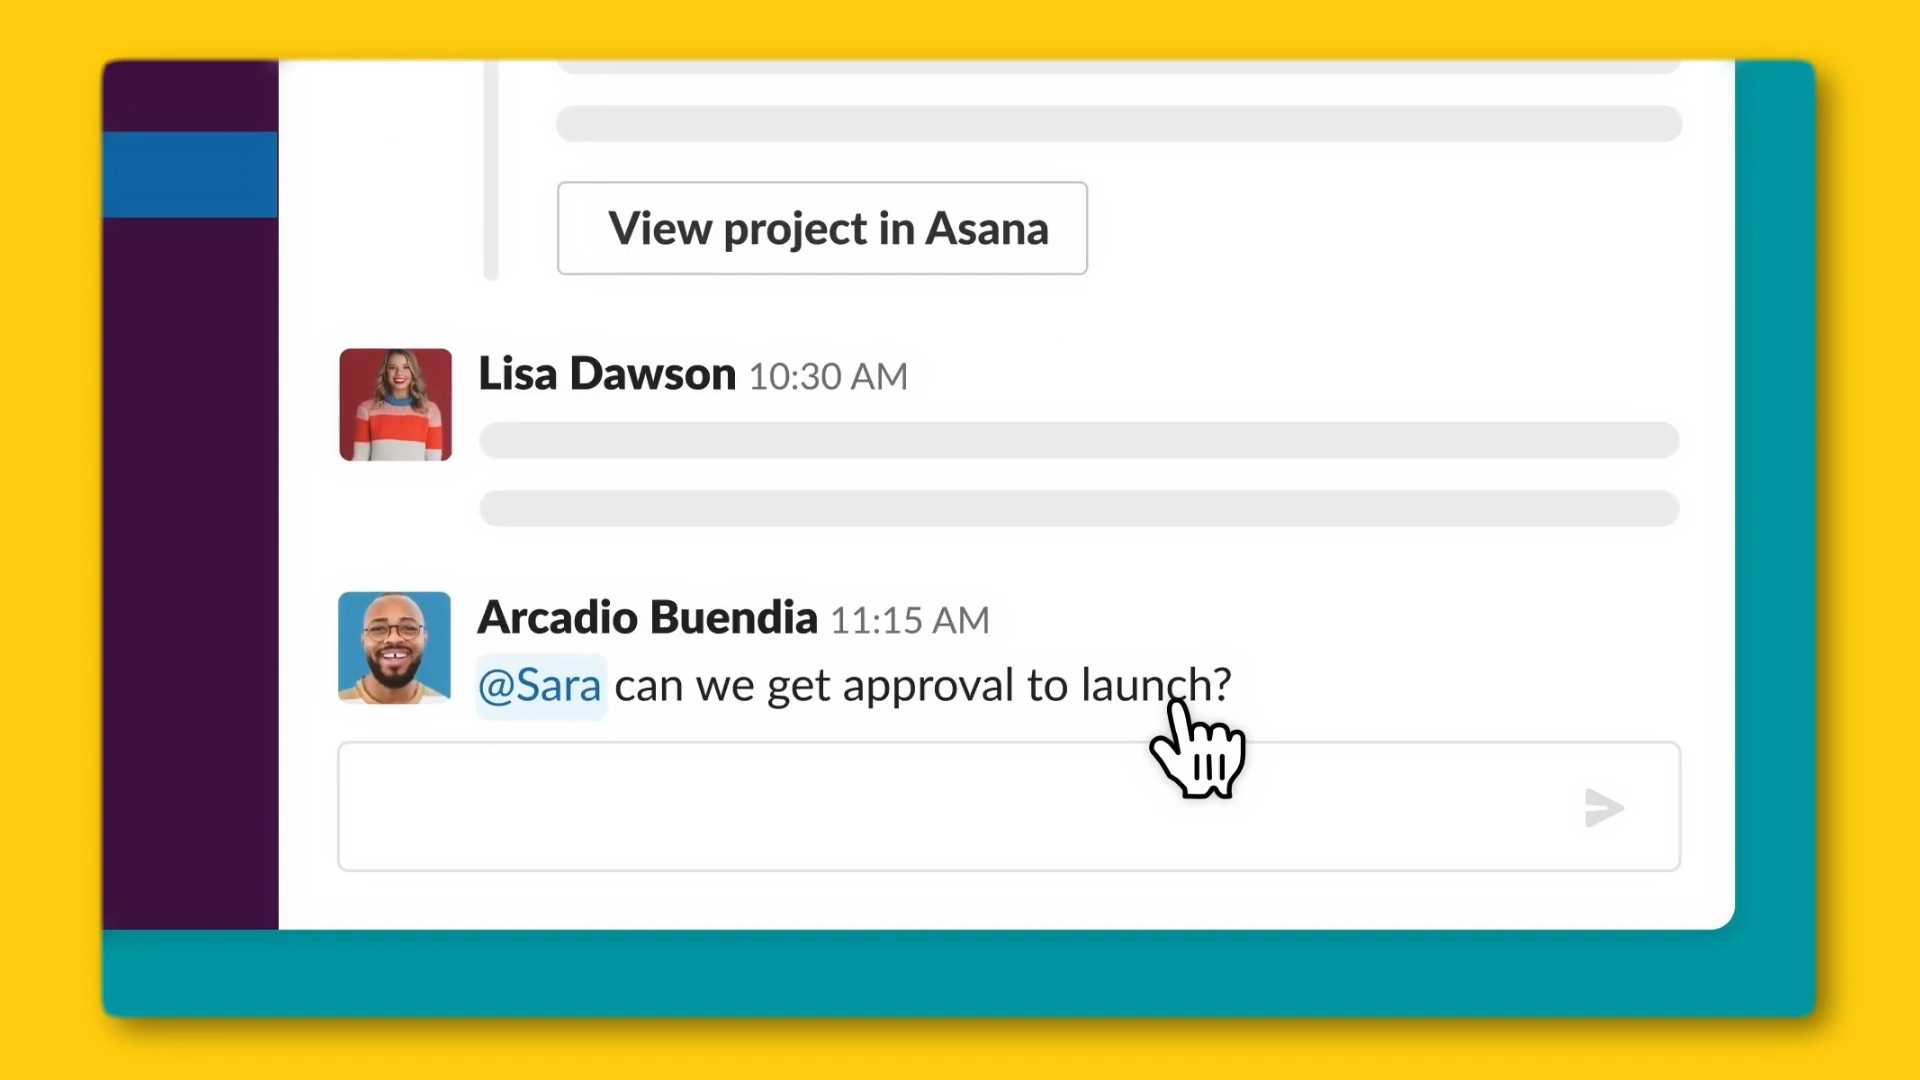 View project in Asana
Lisa Dawson 10:30 AM
Arcadio Buendia 11:15 AM
@Sara can we get approval to launch?